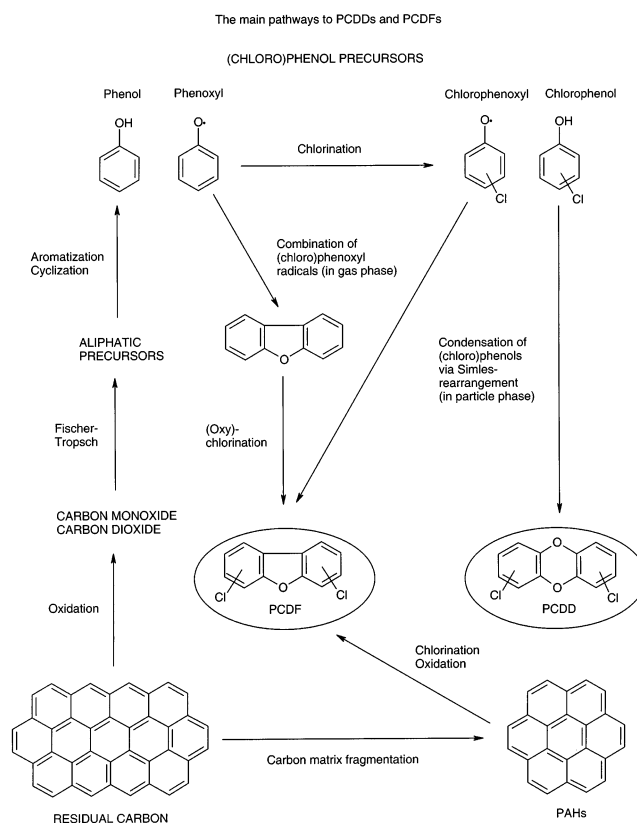 The main pathways to PCDDs and PCDFs
(CHLORO)PHENOL PRECURSORS
Phenol
Phenoxyl
Chlorophenoxyl
Chlorophenol
OH
O•
O•
OH
Chlorination
Cl
Cl
Aromatization
Cyclization
Combination of
(chloro)phenoxyl
radicals (in gas phase)
O
ALIPHATIC
PRECURSORS
Condensation of
(chloro)phenols
via Simles-
rearrangement
(in particle phase)
Fischer-
Tropsch
(Oxy)-
chlorination
CARBON MONOXIDE
CARBON DIOXIDE
Cl
O
Cl
PCDF
O
O
Cl
Cl
PCDD
Oxidation
Chlorination
Oxidation
Carbon matrix fragmentation
RESIDUAL CARBON
PAHs